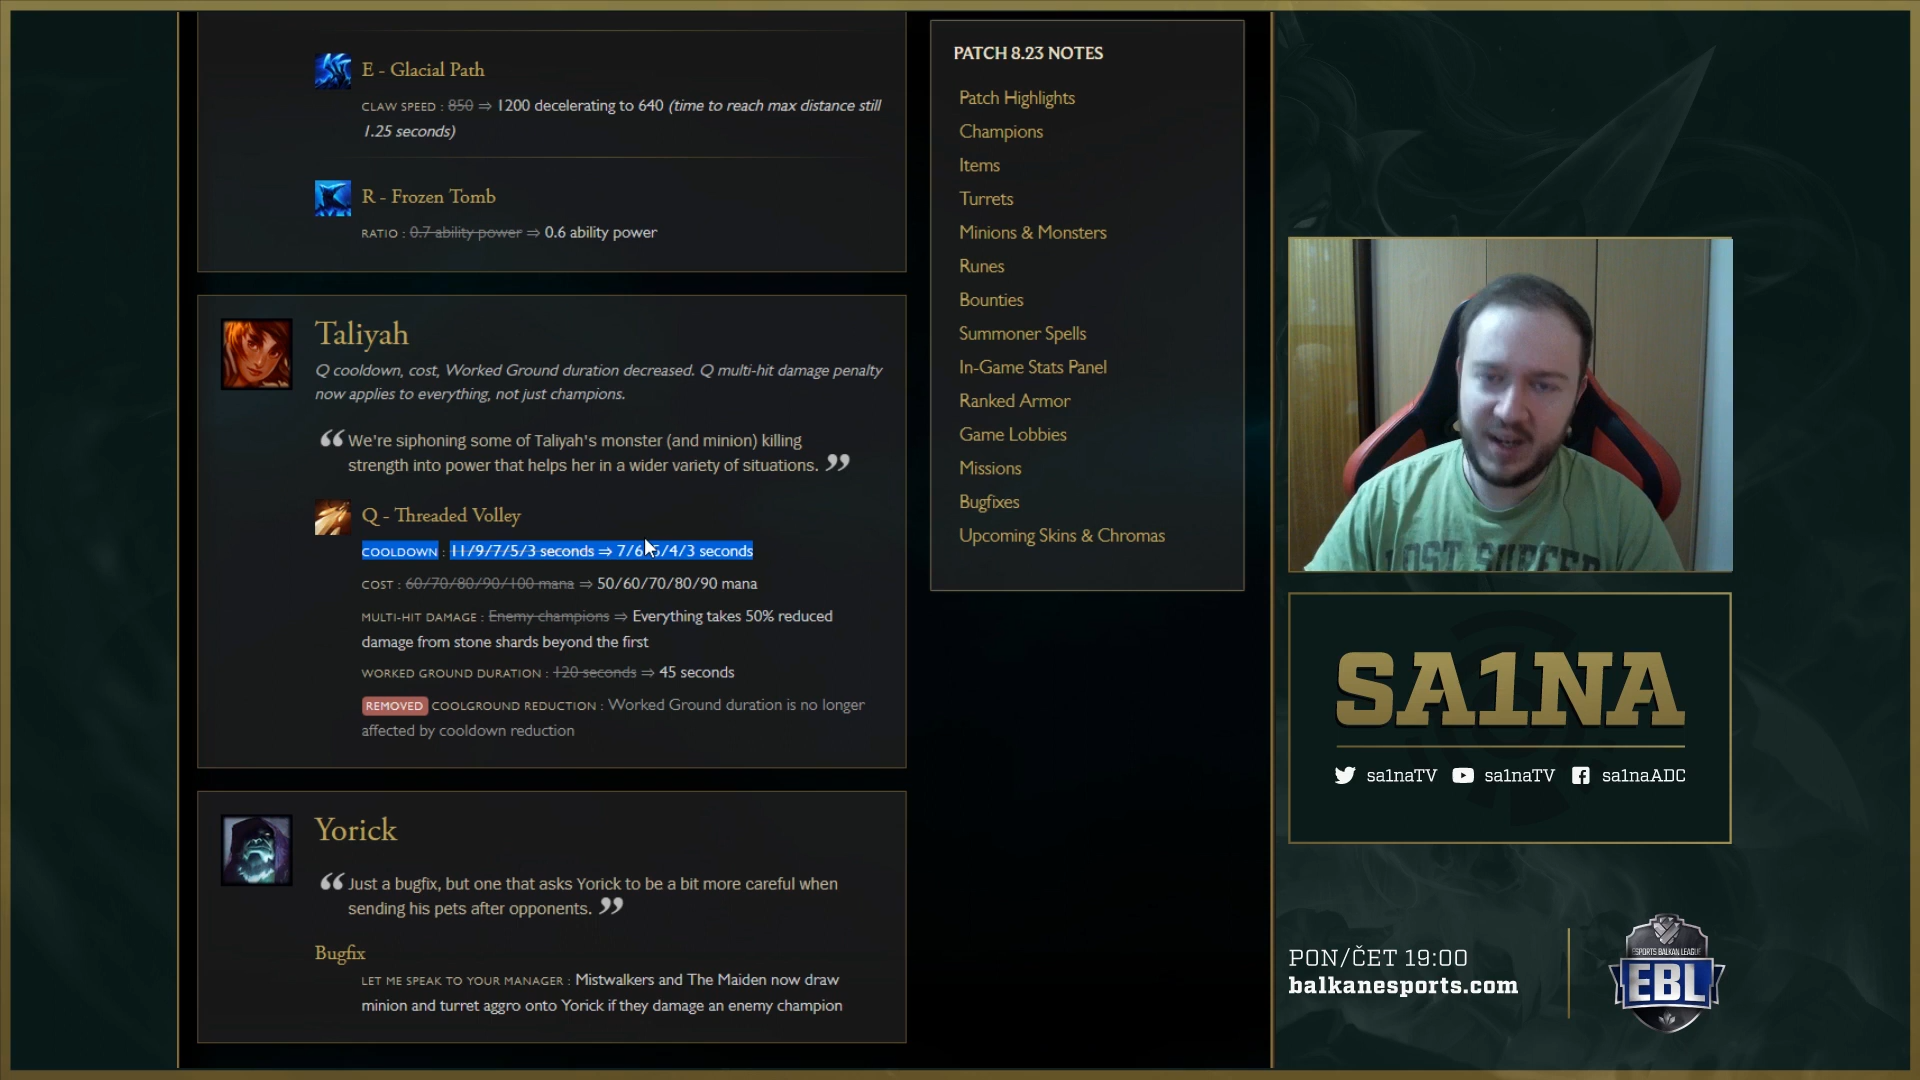 E - Glacial Path
CLAW SPEED : 850 ⇒ 1200 decelerating to 640 (time to reach max distance still
1.25 seconds)
R - Frozen Tomb
RATIO : 0.7 ability power ⇒ 0.6 ability power
Taliyah
Q cooldown, cost, Worked Ground duration decreased. Q multi-hit damage penalty
now applies to everything, not just champions.
“ We're siphoning some of Taliyah's monster (and minion) killing
strength into power that helps her in a wider variety of situations. ”
Q - Threaded Volley
COOLDOWN : 11/9/7/5/3 seconds ⇒ 7/6/5/4/3 seconds
COST : 60/70/80/90/100 mana ⇒ 50/60/70/80/90 mana
MULTI-HIT DAMAGE : Enemy champions ⇒ Everything takes 50% reduced
damage from stone shards beyond the first
WORKED GROUND DURATION : 120 seconds ⇒ 45 seconds
REMOVED COOLGROUND REDUCTION : Worked Ground duration is no longer
affected by cooldown reduction
Yorick
“ Just a bugfix, but one that asks Yorick to be a bit more careful when
sending his pets after opponents. ”
Bugfix
LET ME SPEAK TO YOUR MANAGER : Mistwalkers and The Maiden now draw
minion and turret aggro onto Yorick if they damage an enemy champion
PATCH 8.23 NOTES
Patch Highlights
Champions
Items
Turrets
Minions & Monsters
Runes
Bounties
Summoner Spells
In-Game Stats Panel
Ranked Armor
Game Lobbies
Missions
Bugfixes
Upcoming Skins & Chromas
LOST SURFER
SA1NA
sa1naTV sa1naTV sa1naADC
PON/ČET 19:00
balkanesports.com
ESPORTS BALKAN LEAGUE
EBL